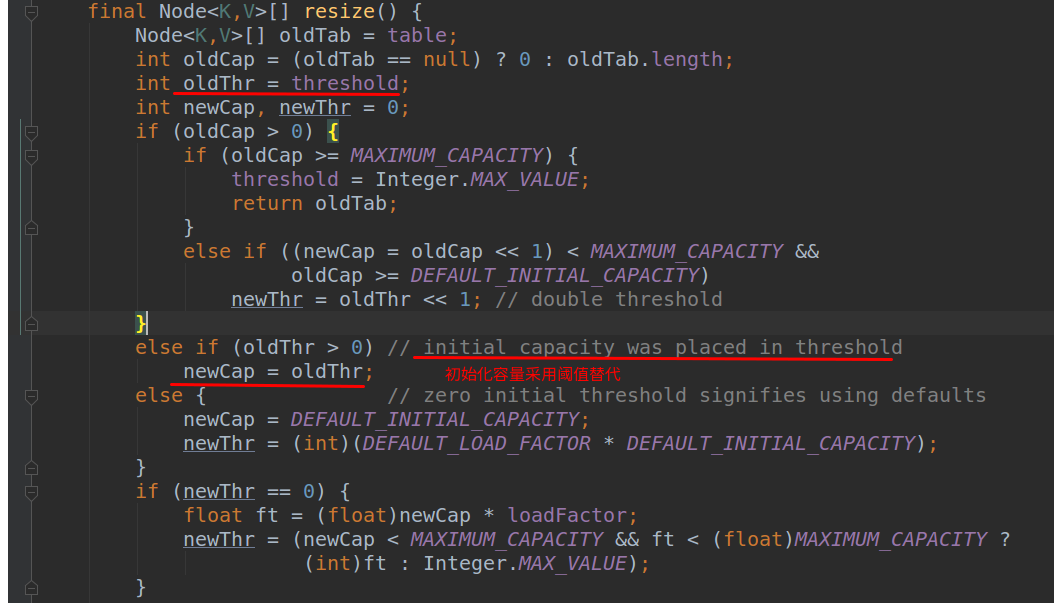 final Node<K,V>[] resize() {
Node<K,V>[] oldTab = table;
int oldCap = (oldTab == null) ? 0 : oldTab.length;
int oldThr = threshold;
int newCap, newThr = 0;
if (oldCap > 0) {
if (oldCap >= MAXIMUM_CAPACITY) {
threshold = Integer.MAX_VALUE;
return oldTab;
}
else if ((newCap = oldCap << 1) < MAXIMUM_CAPACITY &&
oldCap >= DEFAULT_INITIAL_CAPACITY)
newThr = oldThr << 1; // double threshold
}
else if (oldThr > 0) // initial capacity was placed in threshold
newCap = oldThr; 初始化容量采用阈值替代
else { // zero initial threshold signifies using defaults
newCap = DEFAULT_INITIAL_CAPACITY;
newThr = (int)(DEFAULT_LOAD_FACTOR * DEFAULT_INITIAL_CAPACITY);
}
if (newThr == 0) {
float ft = (float)newCap * loadFactor;
newThr = (newCap < MAXIMUM_CAPACITY && ft < (float)MAXIMUM_CAPACITY ?
(int)ft : Integer.MAX_VALUE);
}